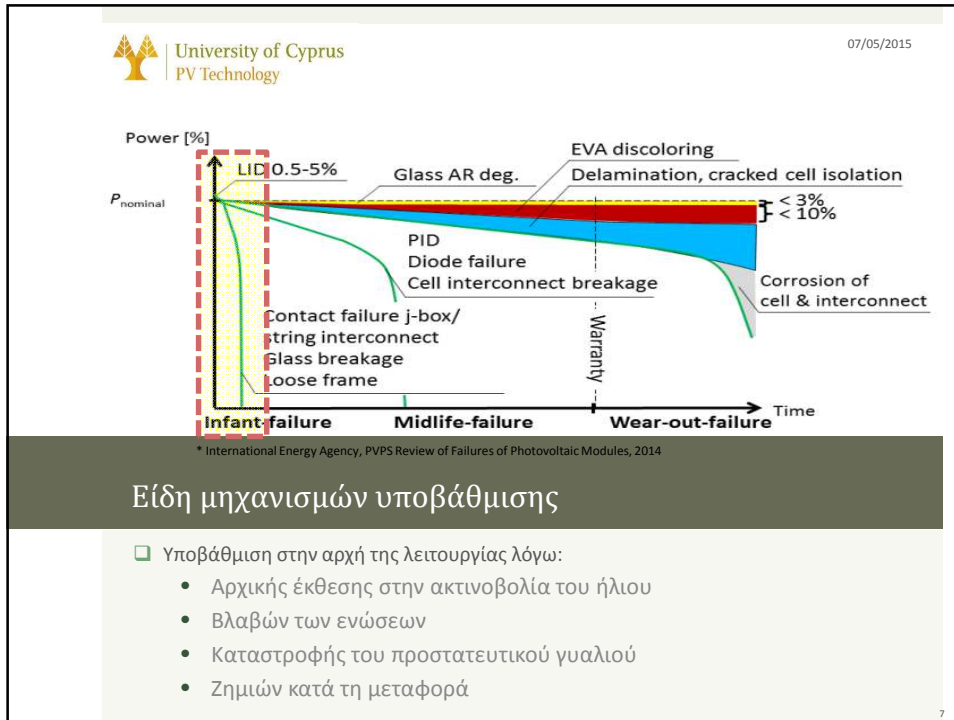 University of Cyprus
PV Technology
07/05/2015
Power [%]
LID 0.5-5%
Glass AR deg.
EVA discoloring
Delamination, cracked cell isolation
Pnominal
< 3%
< 10%
PID
Diode failure
Cell interconnect breakage
Corrosion of
cell & interconnect
Contact failure j-box/
string interconnect
Glass breakage
Loose frame
Warranty
Time
Infant-failure
Midlife-failure
Wear-out-failure
* International Energy Agency, PVPS Review of Failures of Photovoltaic Modules, 2014
Είδη μηχανισμών υποβάθμισης
Υποβάθμιση στην αρχή της λειτουργίας λόγω:
• Αρχικής έκθεσης στην ακτινοβολία του ήλιου
• Βλαβών των ενώσεων
• Καταστροφής του προστατευτικού γυαλιού
• Ζημιών κατά τη μεταφορά
7